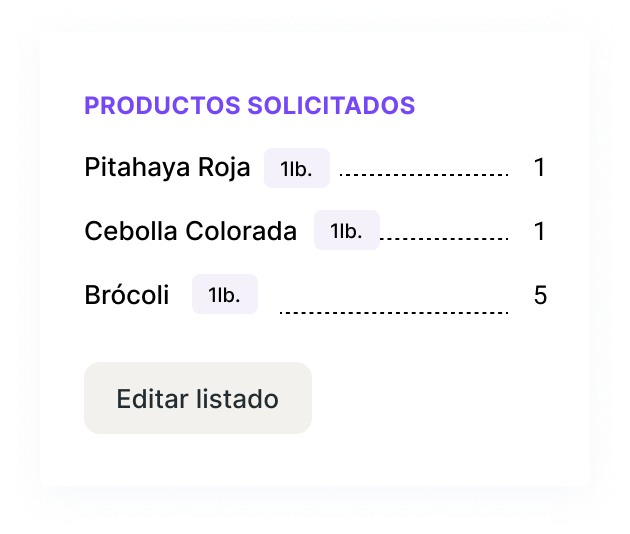 PRODUCTOS SOLICITADOS
Pitahaya Roja 1lb. 1
Cebolla Colorada 1lb. 1
Brócoli 1lb. 5
Editar listado